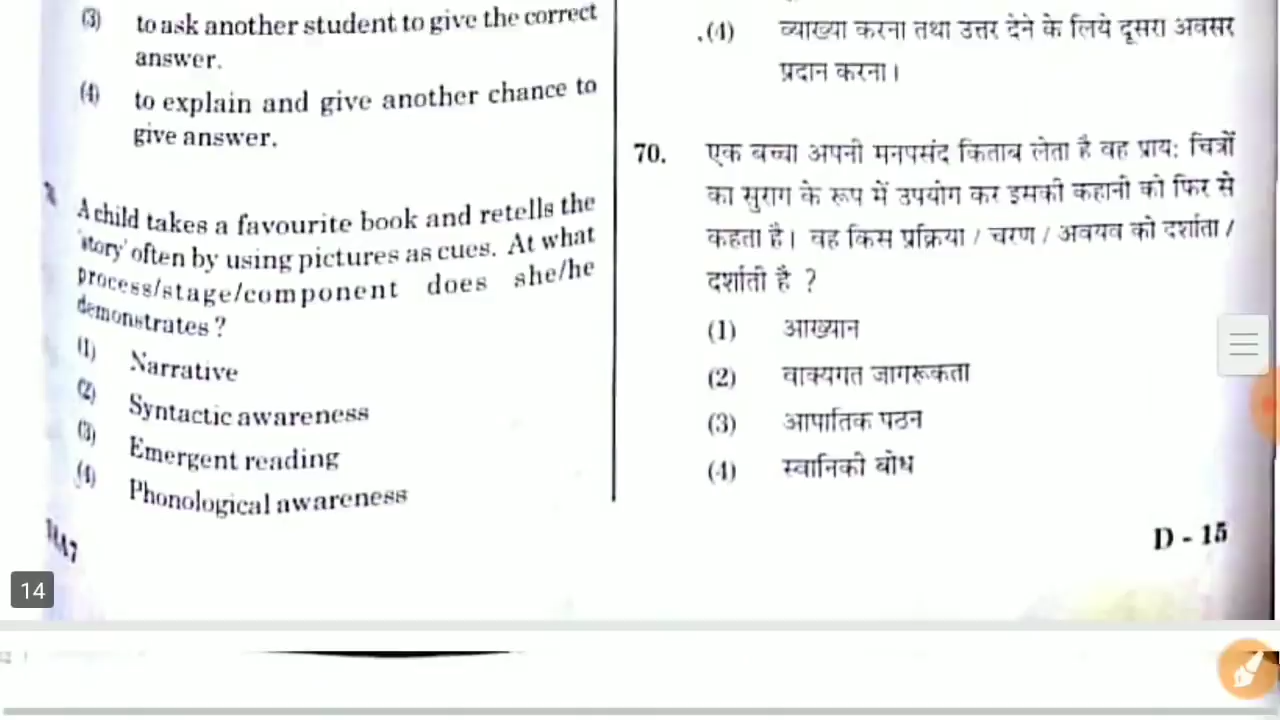 (3) to ask another student to give the correct
answer.
(4) to explain and give another chance to
give answer.
A child takes a favourite book and retells the
'story' often by using pictures as cues. At what
process/stage/component does she/he
demonstrates ?
(1) Narrative
(2) Syntactic awareness
(3) Emergent reading
(4) Phonological awareness
14
(4) व्याख्या करना तथा उत्तर देने के लिये दूसरा अवसर
प्रदान करना।
70. एक बच्चा अपनी मनपसंद किताब लेता है वह प्राय: चित्रों
का सुराग के रूप में उपयोग कर इसकी कहानी को फिर से
कहता है। वह किस प्रक्रिया / चरण / अवयव को दर्शाता /
दर्शाती है ?
(1) आख्यान
(2) वाक्यगत जागरूकता
(3) आपातिक पठन
(4) स्वानिकी बोध
D - 15